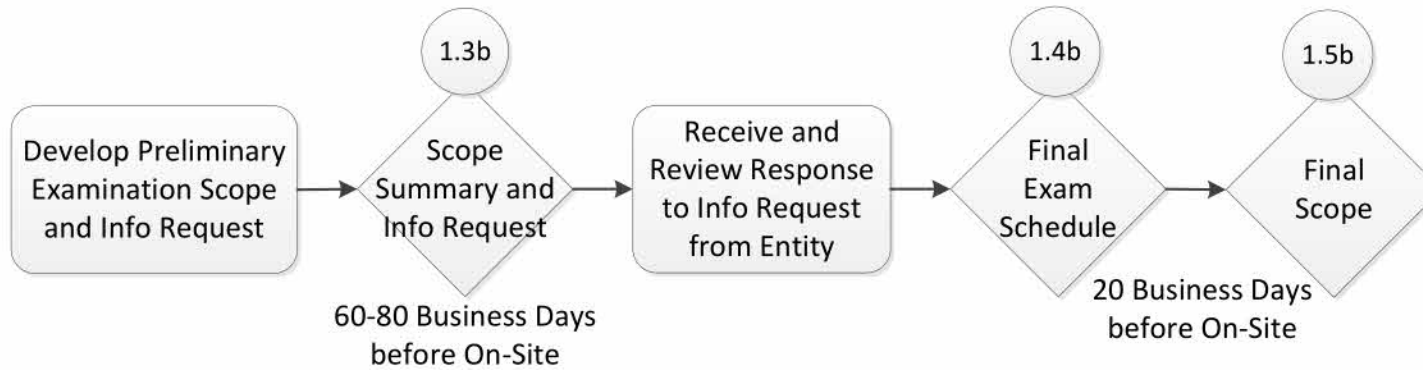 Develop Preliminary
Examination Scope
and Info Request
1.3b
Scope
Summary and
Info Request
60-80 Business Days
before On-Site
Receive and
Review Response
to Info Request
from Entity
1.4b
Final
Exam
Schedule
1.5b
Final
Scope
20 Business Days
before On-Site